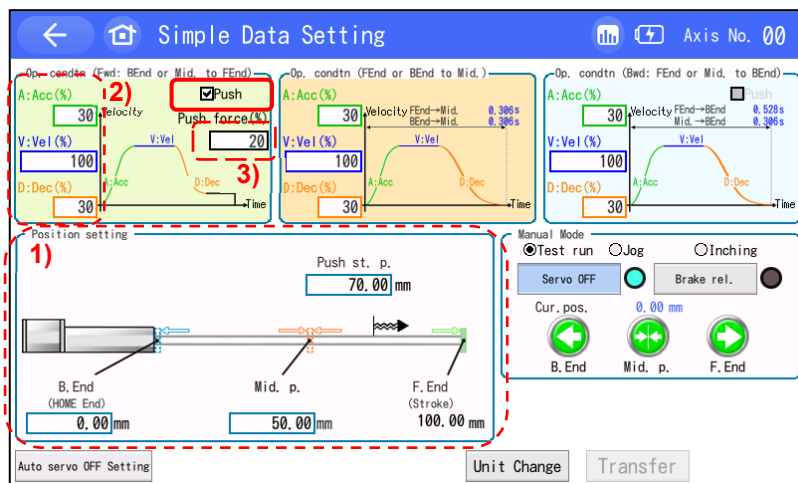 Simple Data Setting
Axis No. 00
Op. condtn (Fwd: BEnd or Mid. to FEnd)
2)
A:Acc(%)
30
Push
Velocity
Push force(%)
20
V:Vel(%)
100
V:Vel
3)
D:Dec(%)
30
A:Acc
D:Dec
Time
Op. condtn (FEnd or BEnd to Mid.)
A:Acc(%)
30
Velocity
FEnd→Mid. 0.306s
BEnd→Mid. 0.306s
V:Vel(%)
100
V:Vel
D:Dec(%)
30
A:Acc
D:Dec
Time
Op. condtn (Bwd: FEnd or Mid. to BEnd)
Push
A:Acc(%)
30
Velocity
FEnd→BEnd 0.528s
Mid.→BEnd 0.306s
V:Vel(%)
100
V:Vel
D:Dec(%)
30
A:Acc
D:Dec
Time
Position setting
1)
Push st. p.
70.00 mm
B.End
(HOME End)
0.00 mm
Mid. p.
50.00 mm
F.End
(Stroke)
100.00 mm
Manual Mode
Test run Jog Inching
Servo OFF Brake rel.
Cur.pos. 0.00 mm
B.End Mid. p. F.End
Auto servo OFF Setting
Unit Change
Transfer